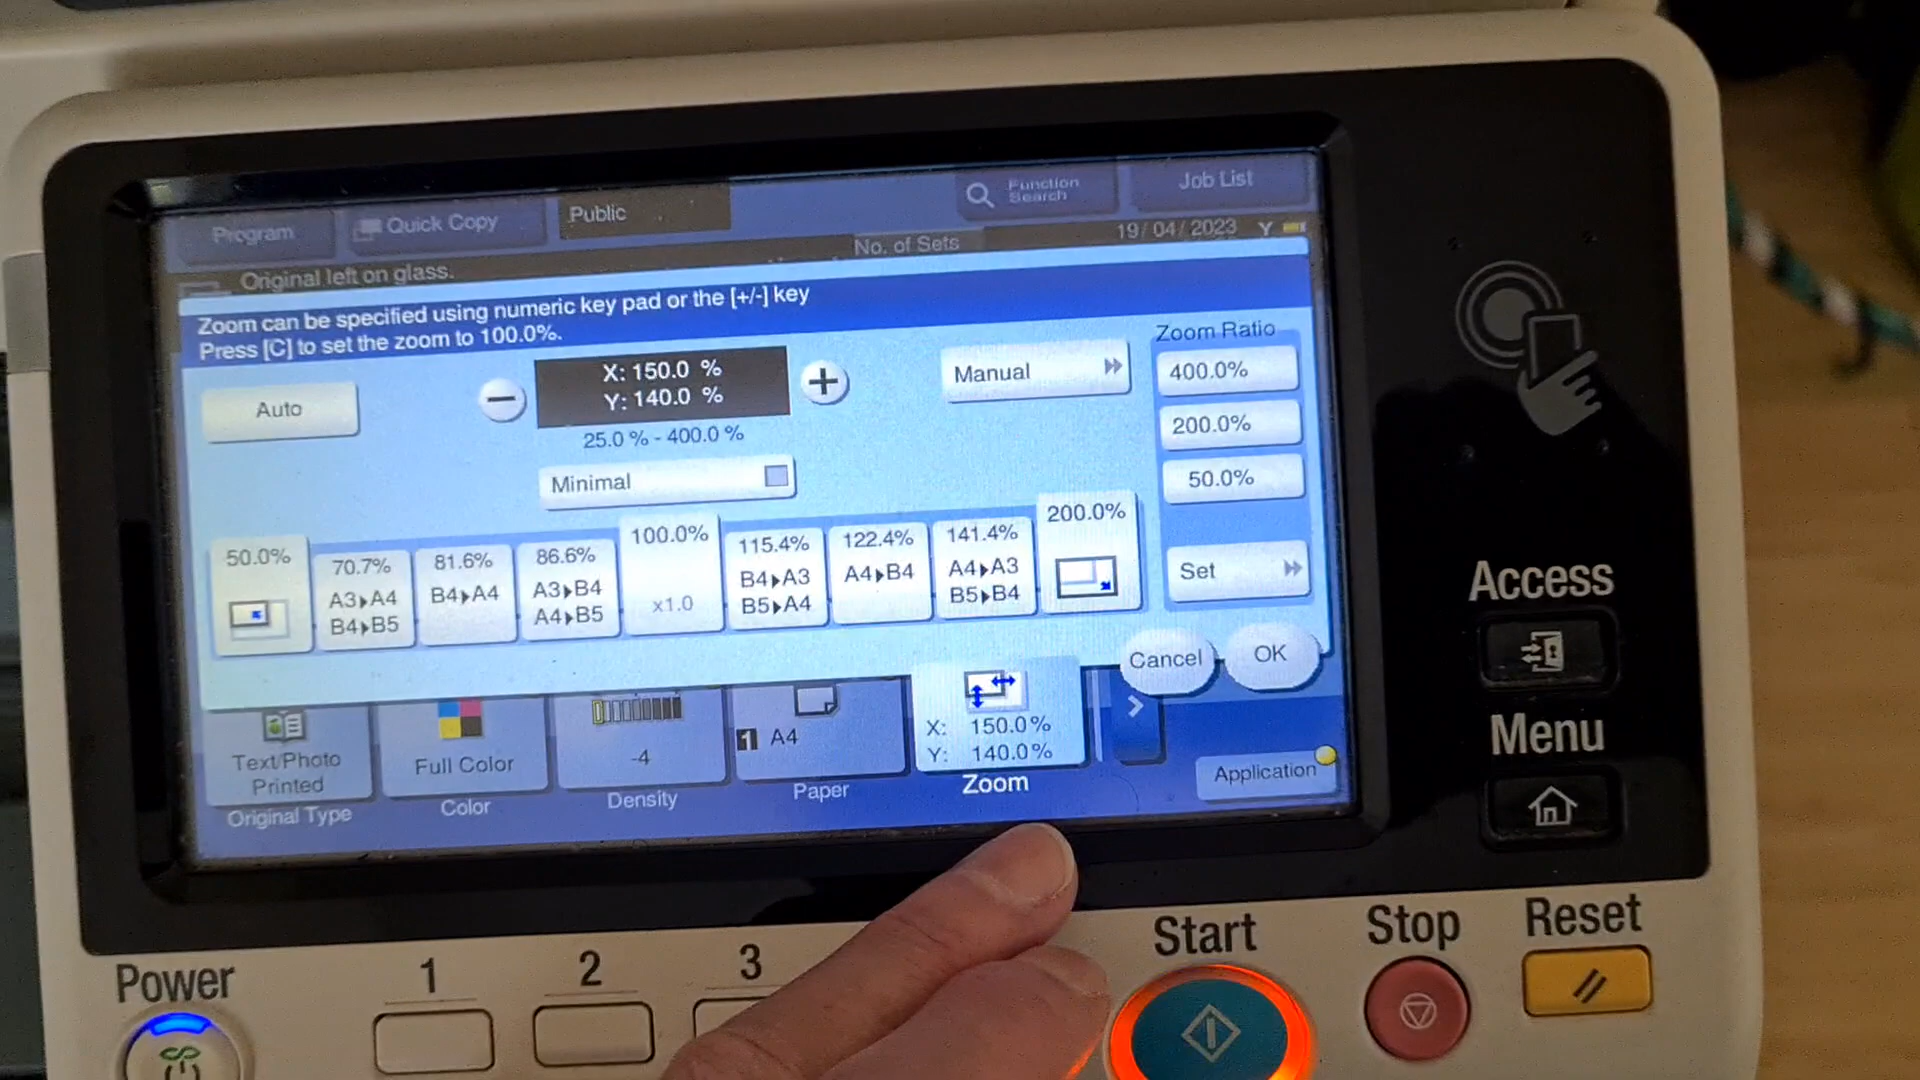 Program
Quick Copy
Public
Function Search
Job List
No. of Sets
19/04/2023 Y
Original left on glass.
Zoom can be specified using numeric key pad or the [+/-] key
Press [C] to set the zoom to 100.0%.
Auto
−
X: 150.0 %
Y: 140.0 %
+
25.0 % - 400.0 %
Minimal
Manual
Zoom Ratio
400.0%
200.0%
50.0%
Set
50.0%
70.7%
A3▸A4
B4▸B5
81.6%
B4▸A4
86.6%
A3▸B4
A4▸B5
100.0%
x1.0
115.4%
B4▸A3
B5▸A4
122.4%
A4▸B4
141.4%
A4▸A3
B5▸B4
200.0%
Cancel
OK
Text/Photo
Printed
Original Type
Full Color
Color
-4
Density
1 A4
Paper
X: 150.0%
Y: 140.0%
Zoom
Application
Access
Menu
Power
1
2
3
Start
Stop
Reset